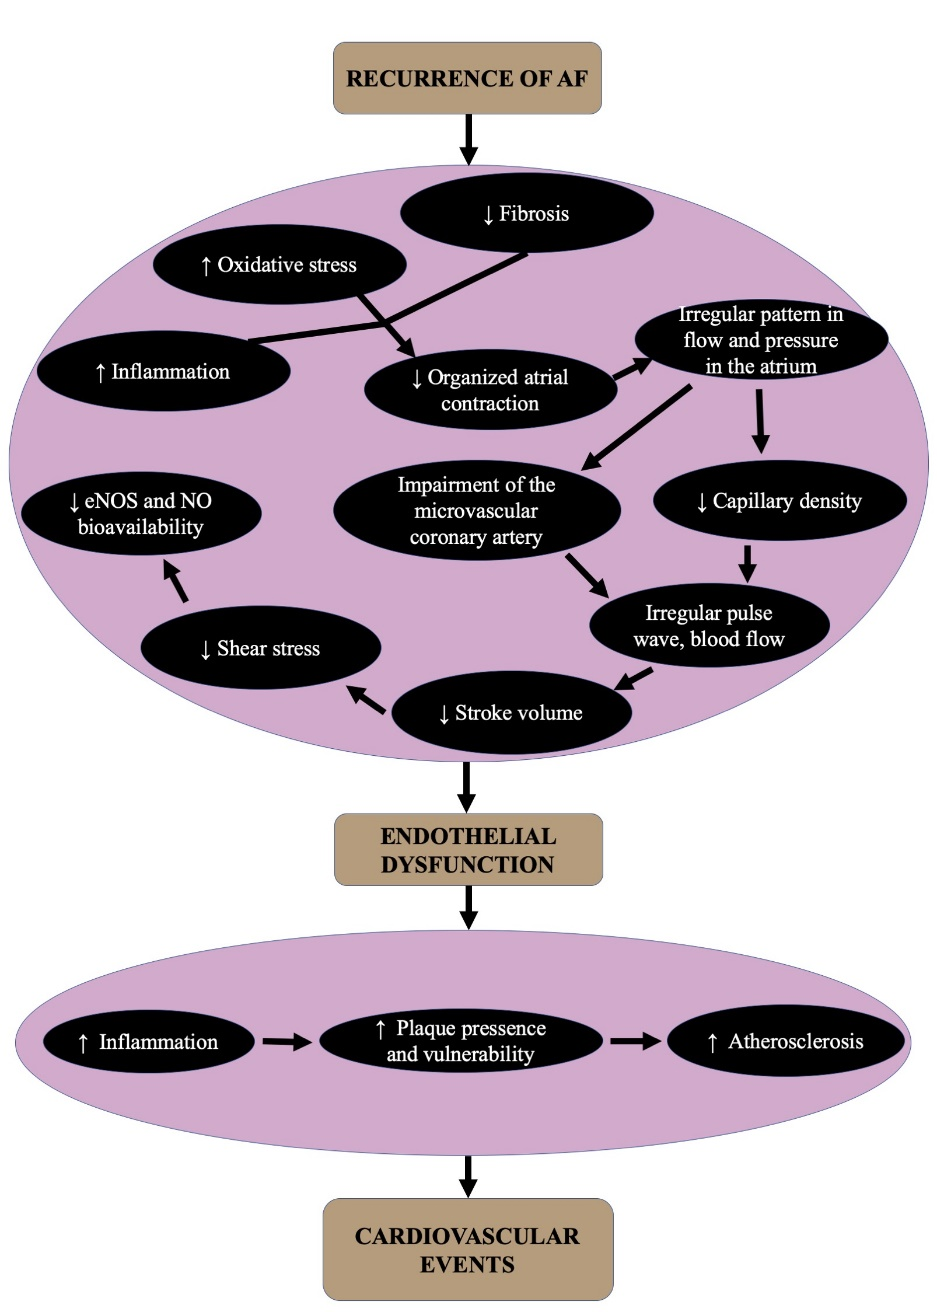 RECURRENCE OF AF
↓ Fibrosis
↑ Oxidative stress
↑ Inflammation
↓ Organized atrial
contraction
Irregular pattern in
flow and pressure
in the atrium
↓ eNOS and NO
bioavailability
Impairment of the
microvascular
coronary artery
↓ Capillary density
Irregular pulse
wave, blood flow
↓ Shear stress
↓ Stroke volume
ENDOTHELIAL
DYSFUNCTION
↑ Inflammation
↑ Plaque pressence
and vulnerability
↑ Atherosclerosis
CARDIOVASCULAR
EVENTS